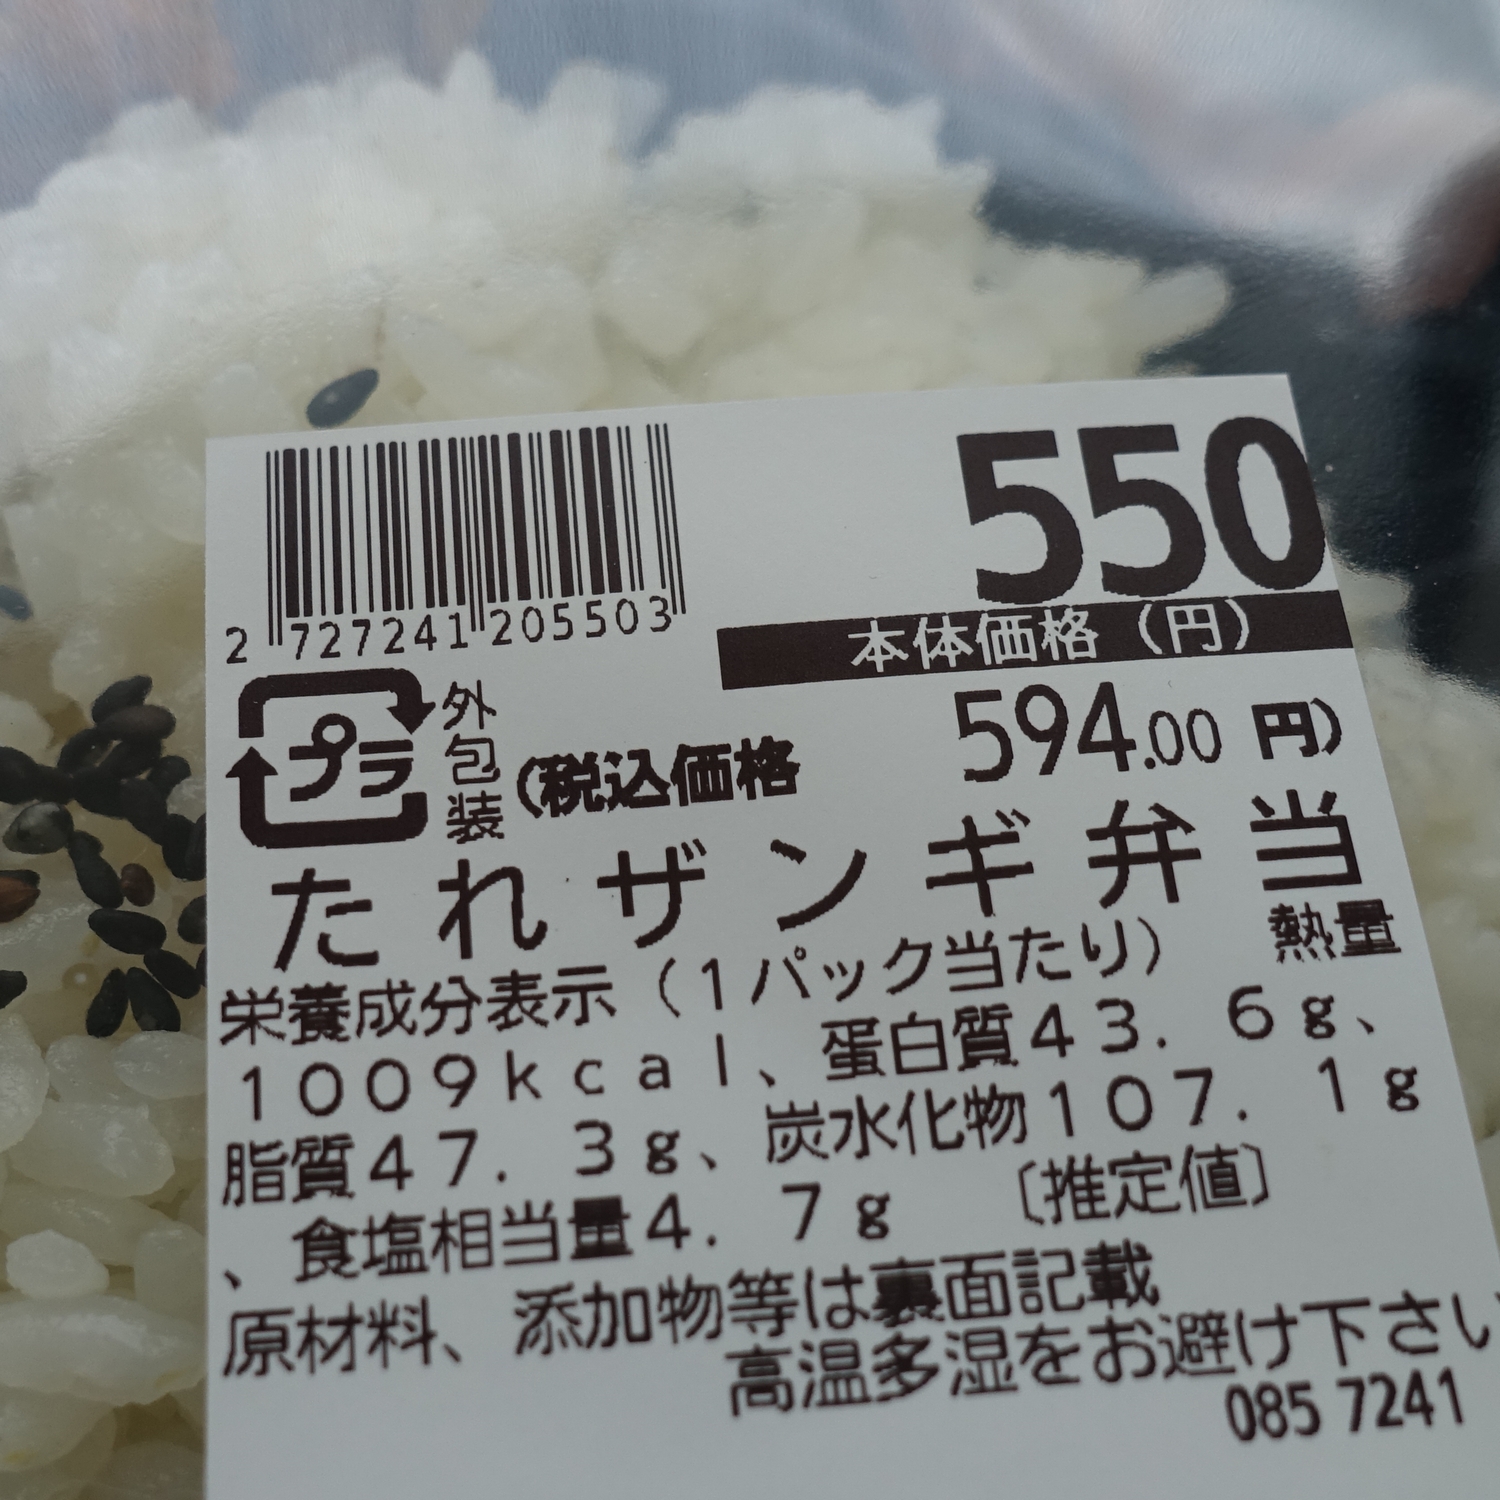 550
2 727241 205503
本体価格(円)
プラ
外包装
(税込価格 594.00 円)
たれザンギ弁当
栄養成分表示(1パック当たり) 熱量
1009kcal、蛋白質43.6g、
脂質47.3g、炭水化物107.1g
、食塩相当量4.7g 〔推定値〕
原材料、添加物等は裏面記載
高温多湿をお避け下さい
085 7241